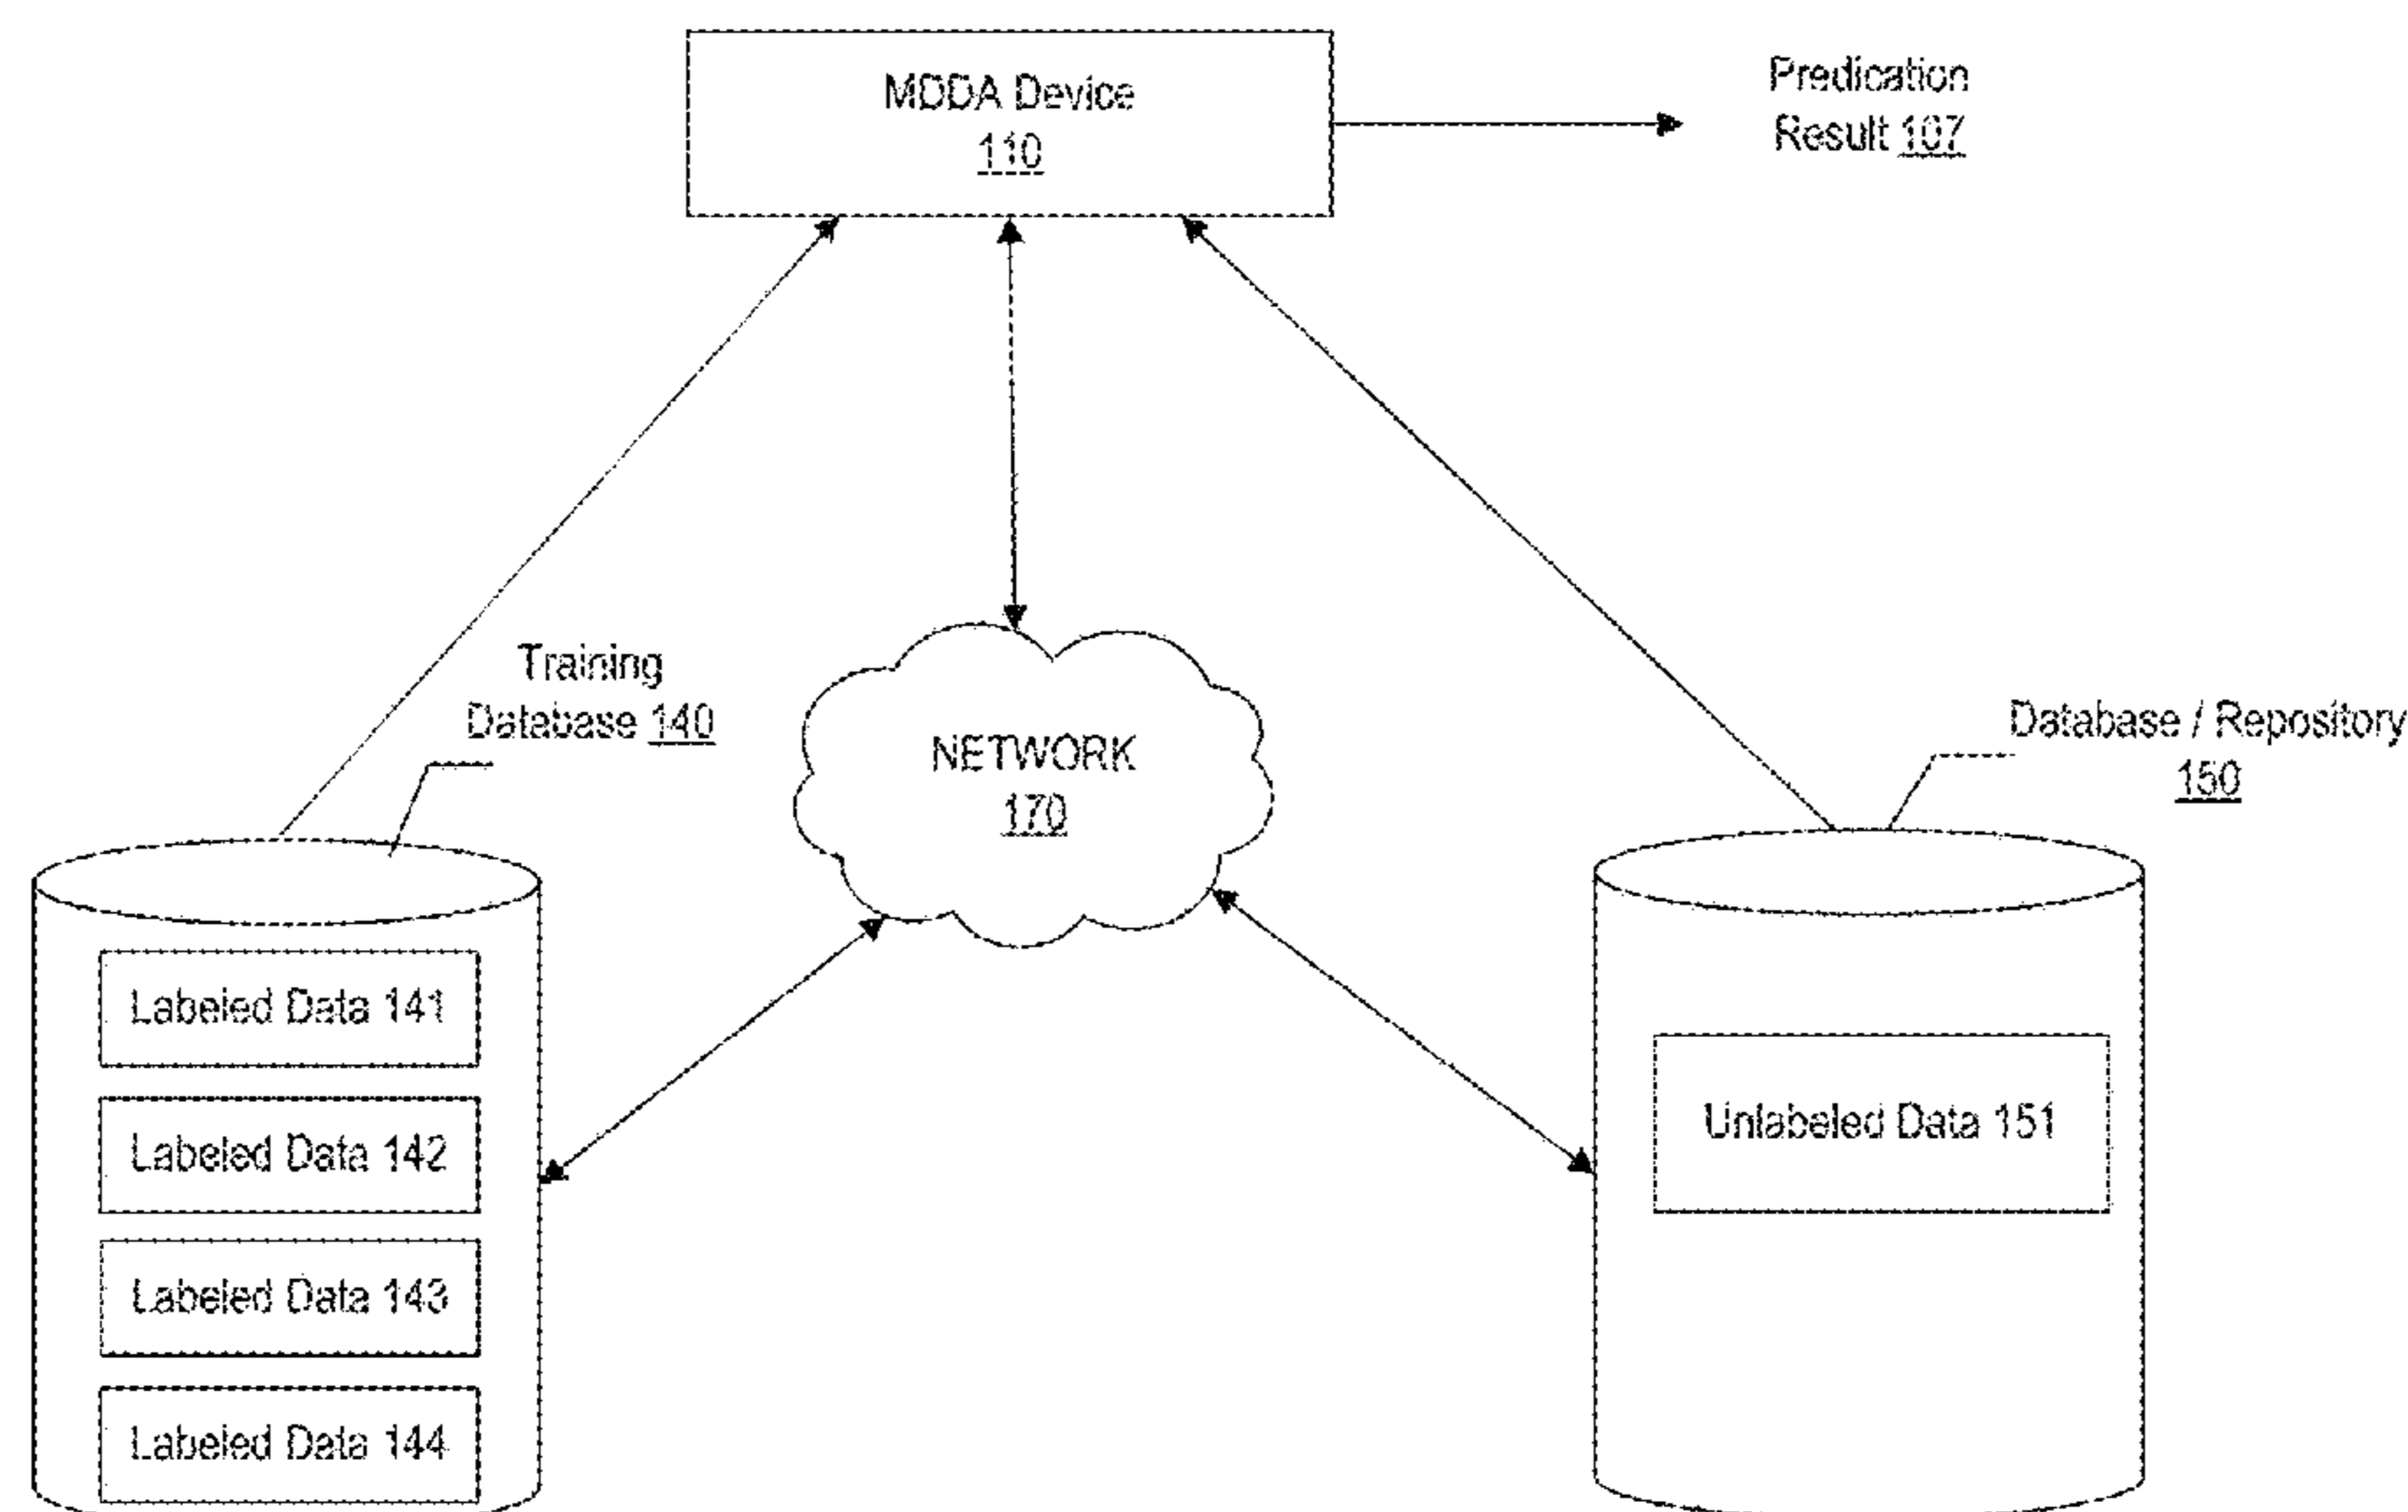 MDDA Device
110
Predication
Result 107
Training
Database 140
NETWORK
170
Database / Repository
150
Labeled Data 141
Labeled Data 142
Labeled Data 143
Labeled Data 144
Unlabeled Data 151